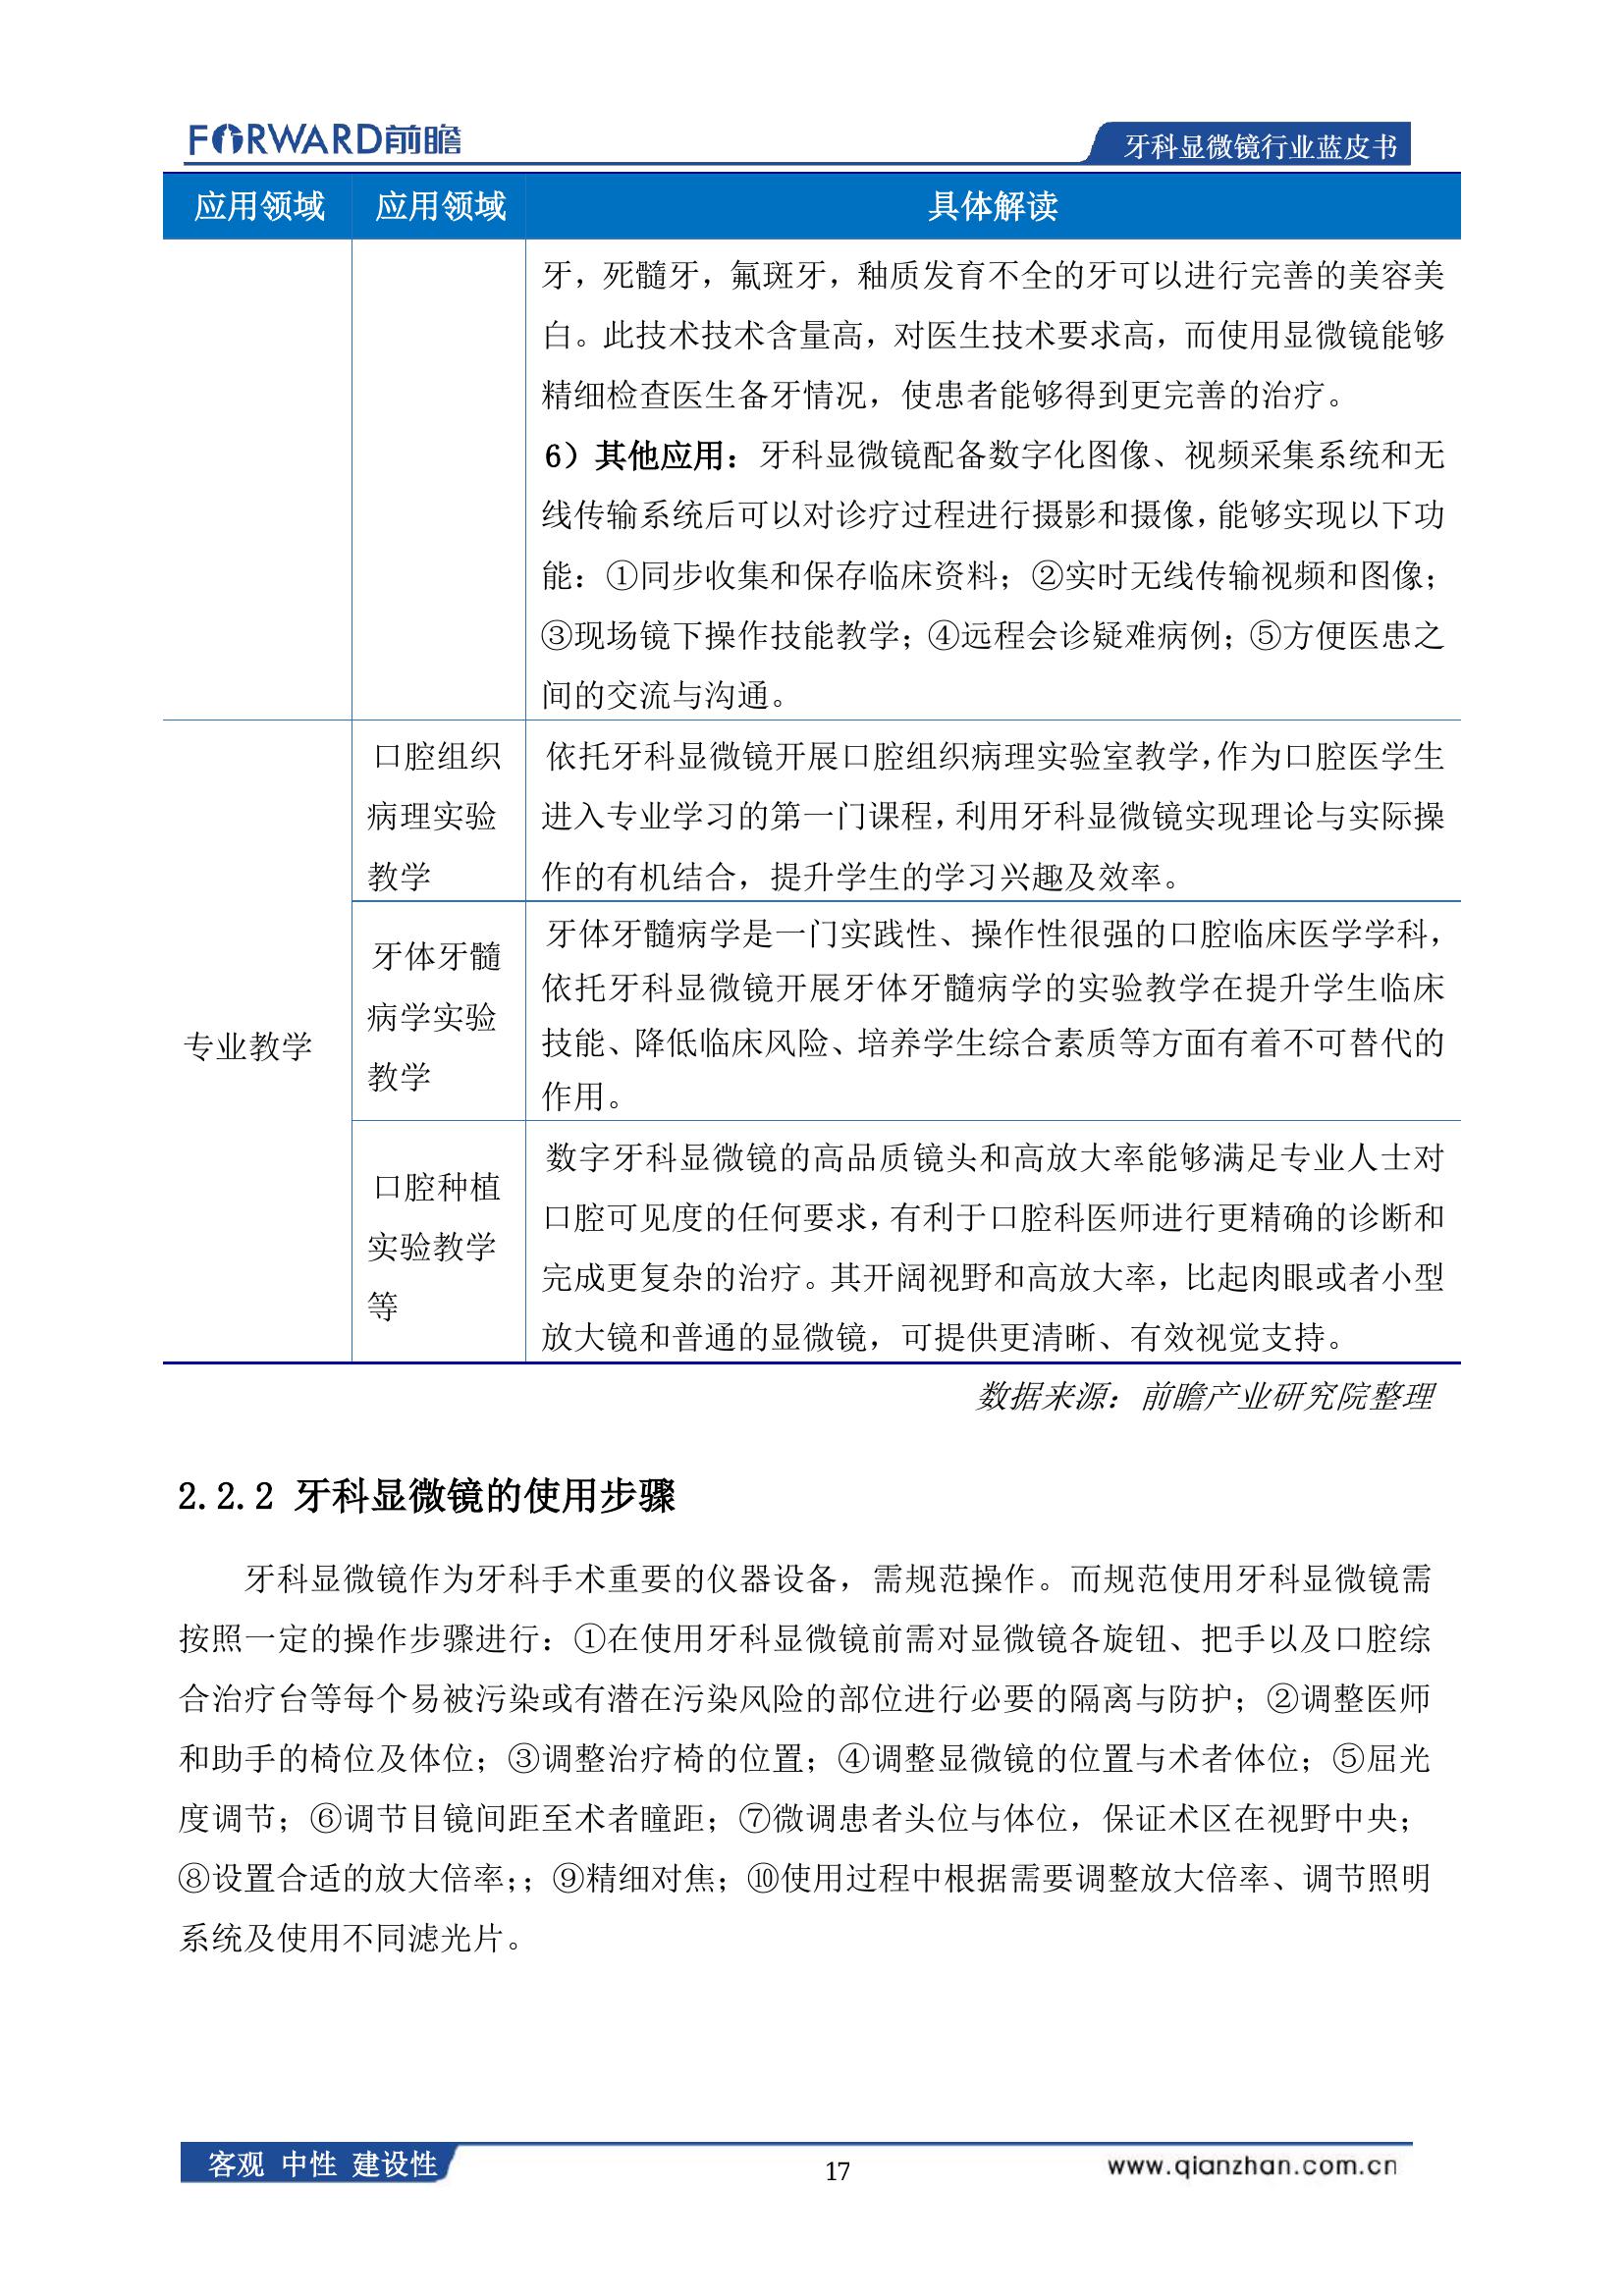 FORWARD前瞻
牙科显微镜行业蓝皮书
应用领域 应用领域 具体解读
牙，死髓牙，氟斑牙，釉质发育不全的牙可以进行完善的美容美
白。此技术技术含量高，对医生技术要求高，而使用显微镜能够
精细检查医生备牙情况，使患者能够得到更完善的治疗。
6）其他应用：牙科显微镜配备数字化图像、视频采集系统和无
线传输系统后可以对诊疗过程进行摄影和摄像，能够实现以下功
能：①同步收集和保存临床资料；②实时无线传输视频和图像；
③现场镜下操作技能教学；④远程会诊疑难病例；⑤方便医患之
间的交流与沟通。
专业教学
口腔组织
病理实验
教学
依托牙科显微镜开展口腔组织病理实验室教学，作为口腔医学生
进入专业学习的第一门课程，利用牙科显微镜实现理论与实际操
作的有机结合，提升学生的学习兴趣及效率。
牙体牙髓
病学实验
教学
牙体牙髓病学是一门实践性、操作性很强的口腔临床医学学科，
依托牙科显微镜开展牙体牙髓病学的实验教学在提升学生临床
技能、降低临床风险、培养学生综合素质等方面有着不可替代的
作用。
口腔种植
实验教学
等
数字牙科显微镜的高品质镜头和高放大率能够满足专业人士对
口腔可见度的任何要求，有利于口腔科医师进行更精确的诊断和
完成更复杂的治疗。其开阔视野和高放大率，比起肉眼或者小型
放大镜和普通的显微镜，可提供更清晰、有效视觉支持。
数据来源：前瞻产业研究院整理
2.2.2 牙科显微镜的使用步骤
牙科显微镜作为牙科手术重要的仪器设备，需规范操作。而规范使用牙科显微镜需
按照一定的操作步骤进行：①在使用牙科显微镜前需对显微镜各旋钮、把手以及口腔综
合治疗台等每个易被污染或有潜在污染风险的部位进行必要的隔离与防护；②调整医师
和助手的椅位及体位；③调整治疗椅的位置；④调整显微镜的位置与术者体位；⑤屈光
度调节；⑥调节目镜间距至术者瞳距；⑦微调患者头位与体位，保证术区在视野中央；
⑧设置合适的放大倍率；；⑨精细对焦；⑩使用过程中根据需要调整放大倍率、调节照明
系统及使用不同滤光片。
客观 中性 建设性
17
www.qianzhan.com.cn